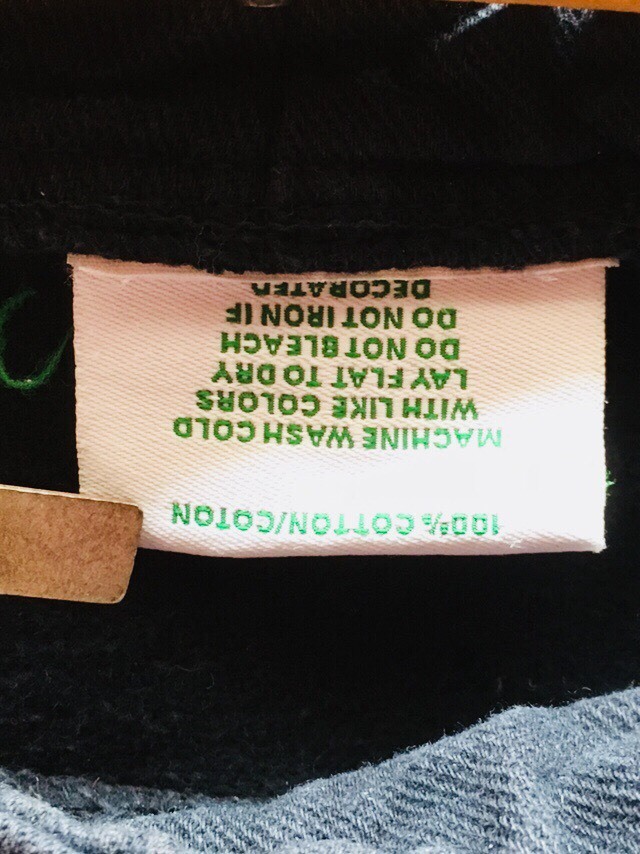 100% COTTON/COTON
MACHINE WASH COLD
WITH LIKE COLORS
LAY FLAT TO DRY
DO NOT BLEACH
DO NOT IRON IF
DECORATED